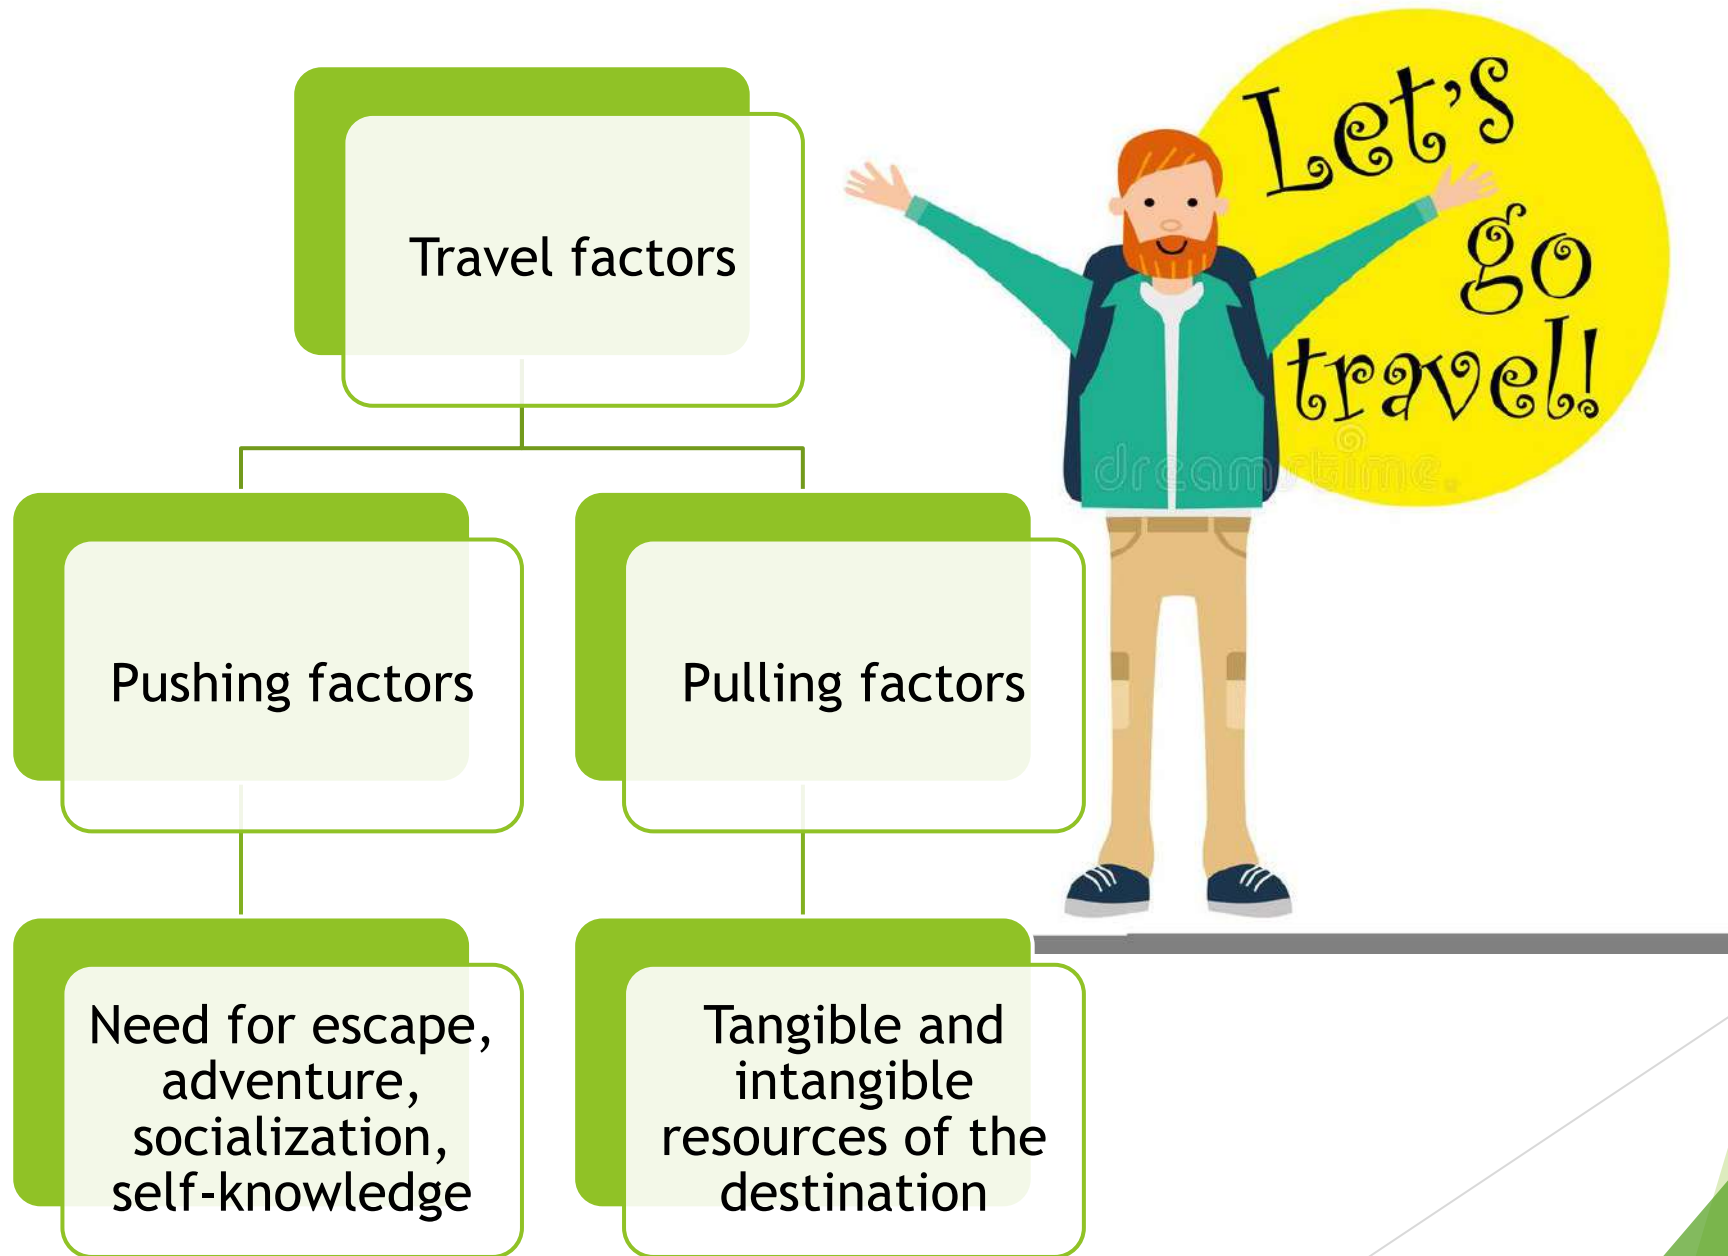 Travel factors
Let's
go
travel!
dreamstime
Pushing factors
Pulling factors
Need for escape,
adventure,
socialization,
self-knowledge
Tangible and
intangible
resources of the
destination